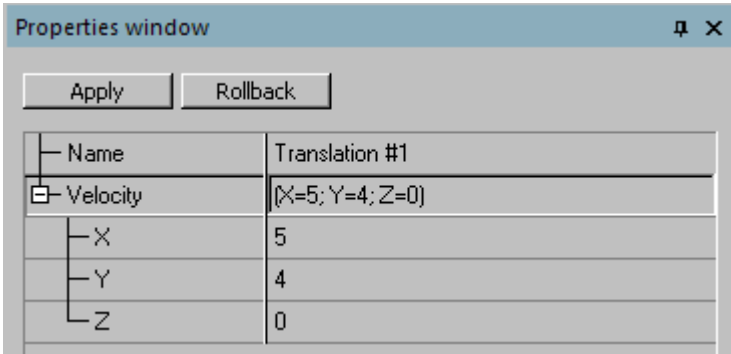 Properties window
Apply Rollback
Name Translation #1
Velocity (X=5; Y=4; Z=0)
X 5
Y 4
Z 0